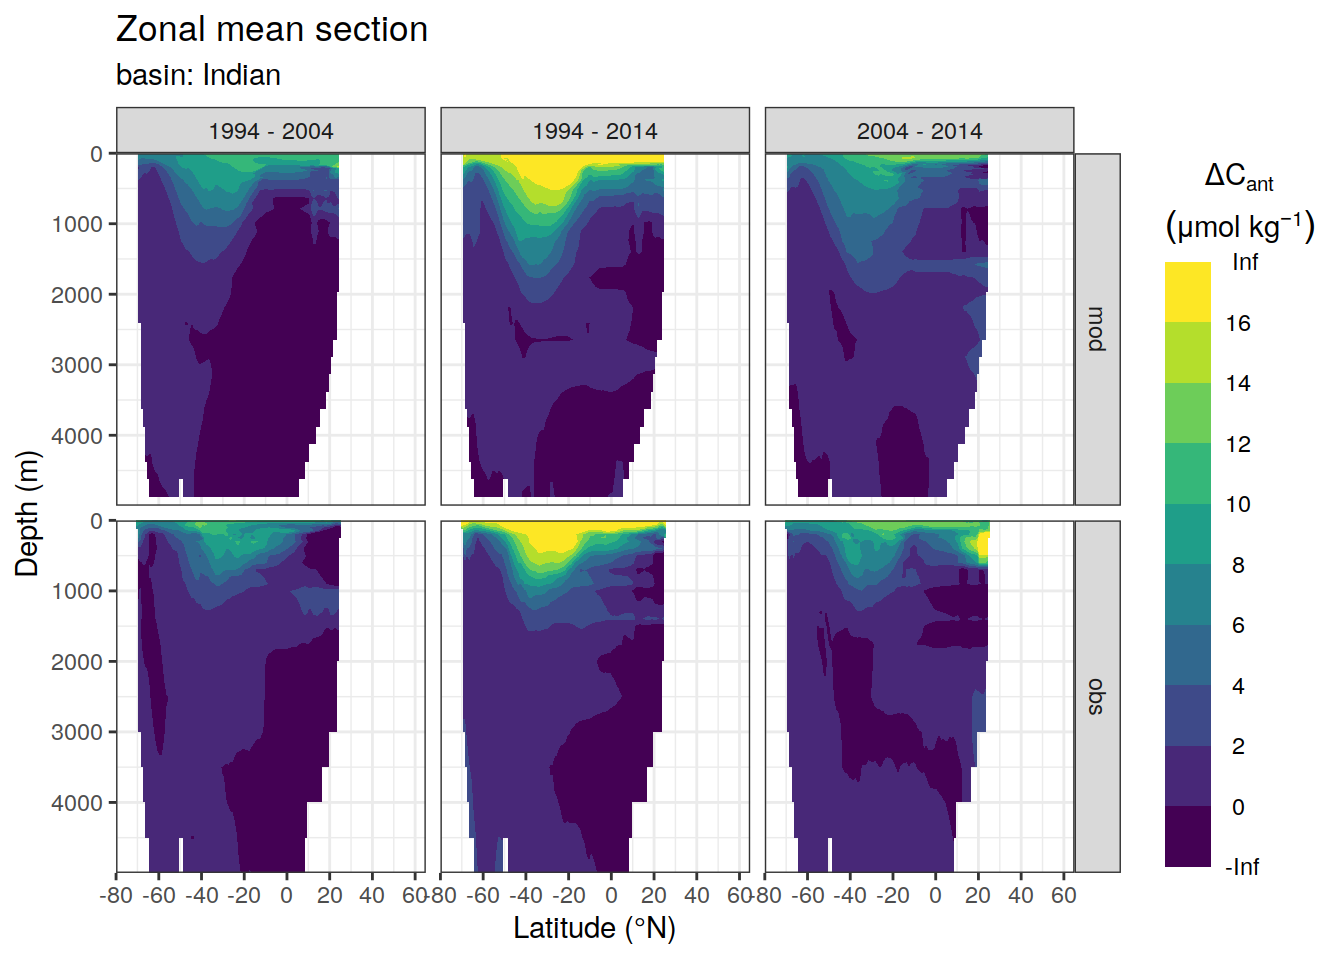 Zonal mean section
basin: Indian
1994 - 2004
1994 - 2014
2004 - 2014
0
1000
2000
3000
4000
mod
0
1000
2000
3000
4000
obs
Depth (m)
-80 -60 -40 -20 0 20 40 60
-80 -60 -40 -20 0 20 40 60
-80 -60 -40 -20 0 20 40 60
Latitude (°N)
ΔCant
(μmol kg⁻¹)
Inf
16
14
12
10
8
6
4
2
0
-Inf